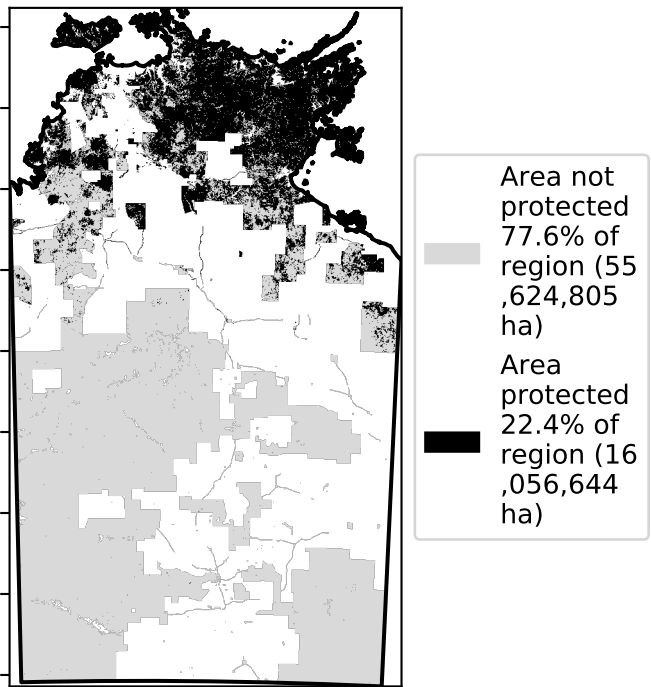 Area not
protected
77.6% of
region (55
,624,805
ha)
Area
protected
22.4% of
region (16
,056,644
ha)